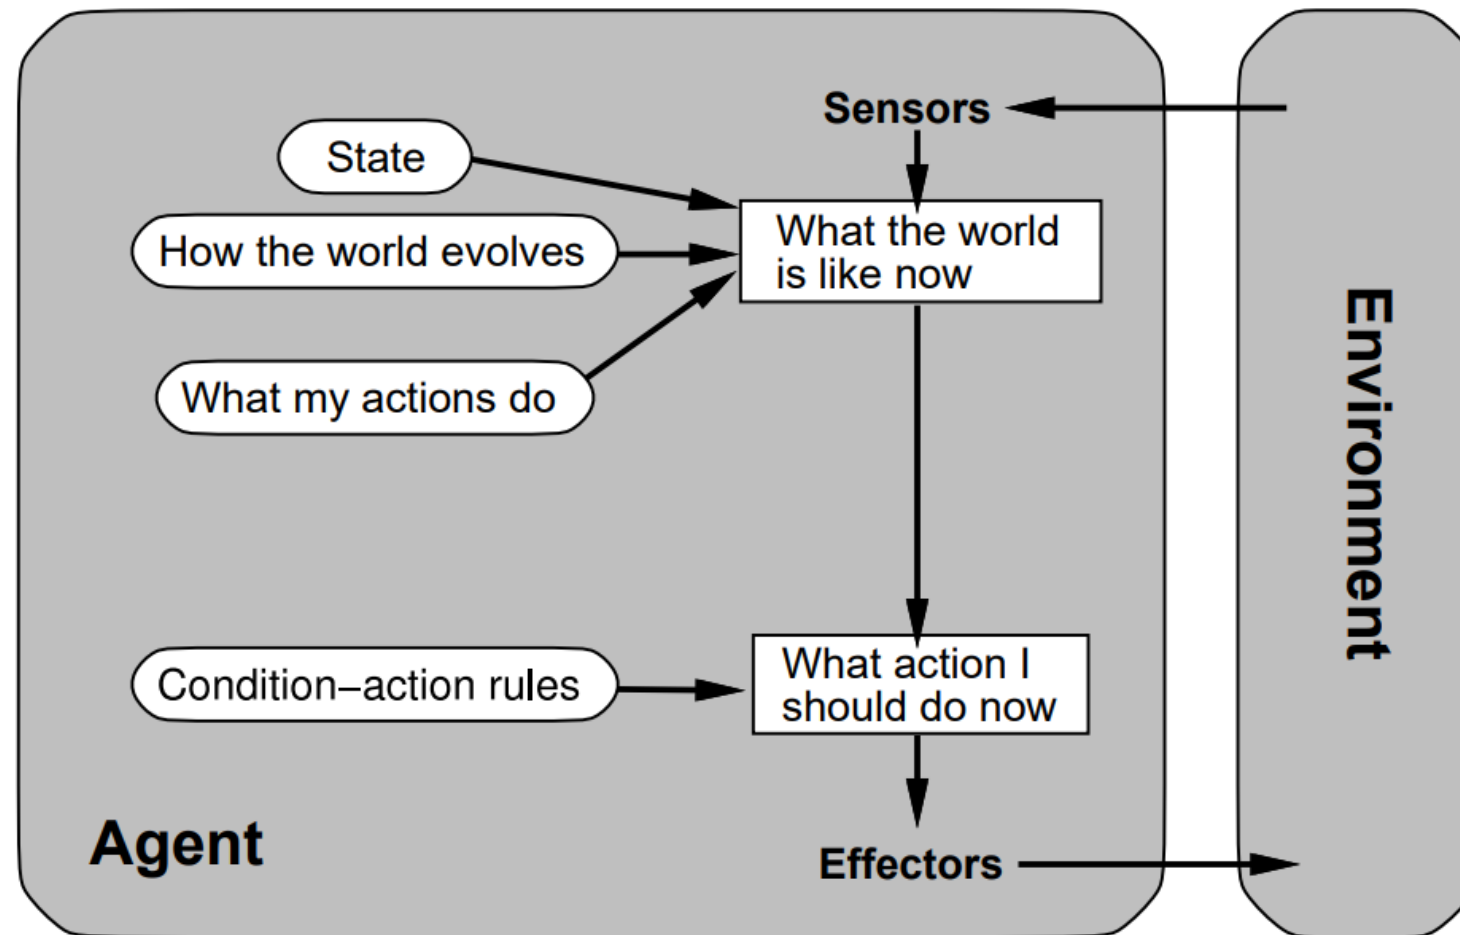 Sensors
State
How the world evolves
What the world
is like now
What my actions do
Environment
Condition–action rules
What action I
should do now
Agent
Effectors